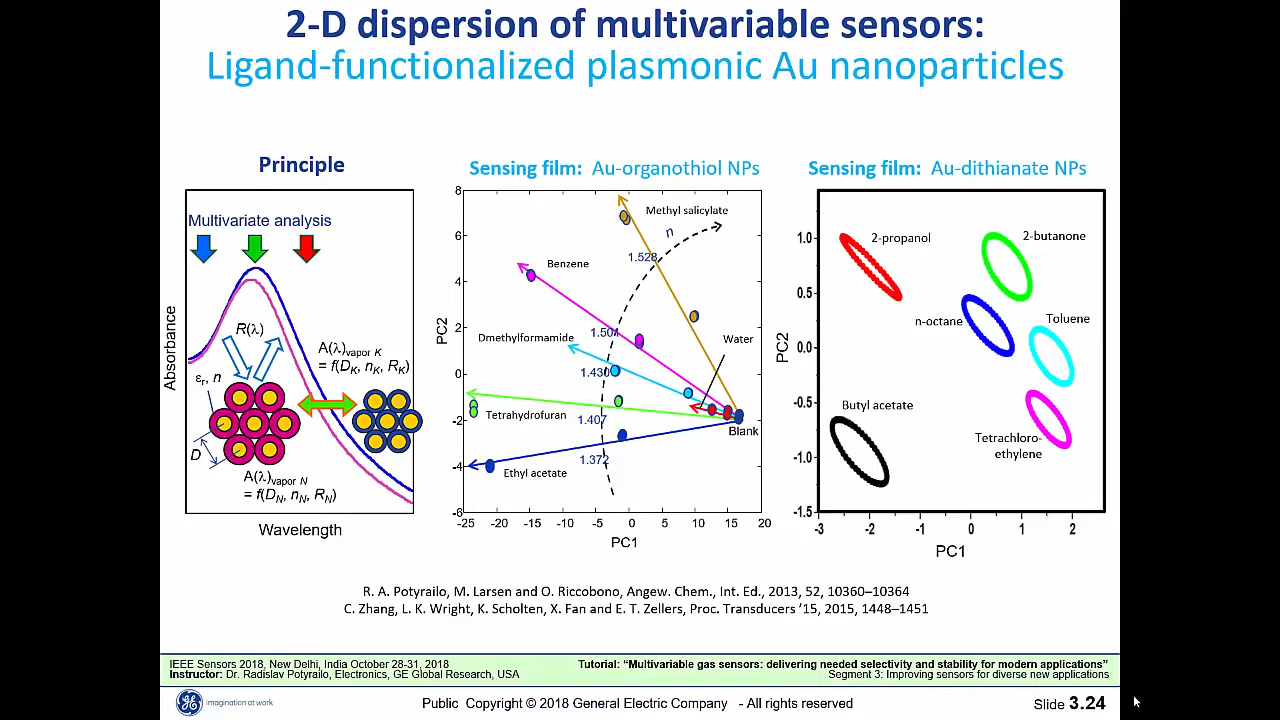 2-D dispersion of multivariable sensors:
Ligand-functionalized plasmonic Au nanoparticles
Principle
Multivariate analysis
R(λ)
A(λ)vapor K
= f(DK, nK, RK)
εr, n
D
A(λ)vapor N
= f(DN, nN, RN)
Absorbance
Wavelength
Sensing film: Au-organothiol NPs
8
6
4
2
0
-2
-4
-6
PC2
Methyl salicylate
n
1.528
Benzene
1.504
Dmethylformamide
Water
1.430
Tetrahydrofuran
1.407
Blank
1.372
Ethyl acetate
-25 -20 -15 -10 -5 0 5 10 15 20
PC1
Sensing film: Au-dithianate NPs
1.0
0.5
0.0
-0.5
-1.0
-1.5
PC2
2-propanol
2-butanone
n-octane
Toluene
Butyl acetate
Tetrachloro-
ethylene
-3 -2 -1 0 1 2
PC1
R. A. Potyrailo, M. Larsen and O. Riccobono, Angew. Chem., Int. Ed., 2013, 52, 10360–10364
C. Zhang, L. K. Wright, K. Scholten, X. Fan and E. T. Zellers, Proc. Transducers ’15, 2015, 1448–1451
IEEE Sensors 2018, New Delhi, India October 28-31, 2018
Instructor: Dr. Radislav Potyrailo, Electronics, GE Global Research, USA
Tutorial: “Multivariable gas sensors: delivering needed selectivity and stability for modern applications”
Segment 3: Improving sensors for diverse new applications
imagination at work
Public Copyright © 2018 General Electric Company - All rights reserved
Slide 3.24